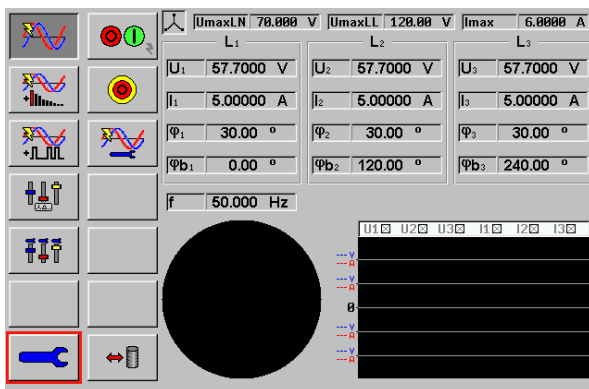 UmaxLN 70.000 V UmaxLL 120.00 V Imax 6.0000 A
L1 L2 L3
U1 57.7000 V U2 57.7000 V U3 57.7000 V
I1 5.00000 A I2 5.00000 A I3 5.00000 A
φ1 30.00 º φ2 30.00 º φ3 30.00 º
φb1 0.00 º φb2 120.00 º φb3 240.00 º
f 50.000 Hz
U1☒ U2☒ U3☒ I1☒ I2☒ I3☒
---V
---A
---V
---A
0
---V
---A
---V
---A